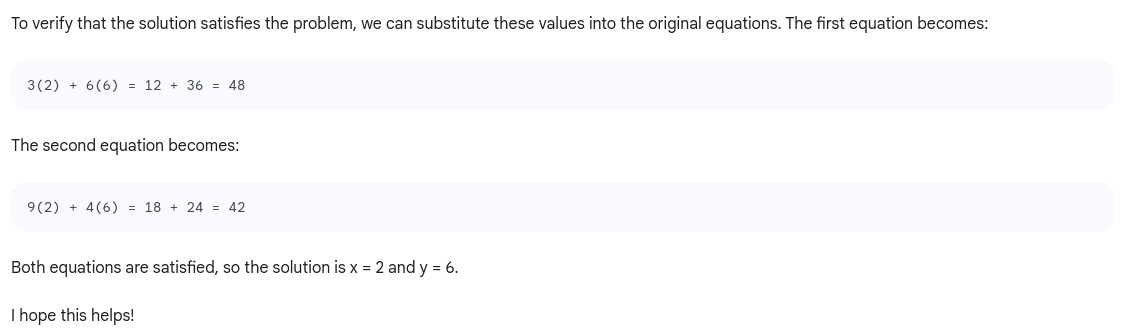 To verify that the solution satisfies the problem, we can substitute these values into the original equations. The first equation becomes:
3(2) + 6(6) = 12 + 36 = 48
The second equation becomes:
9(2) + 4(6) = 18 + 24 = 42
Both equations are satisfied, so the solution is x = 2 and y = 6.
I hope this helps!